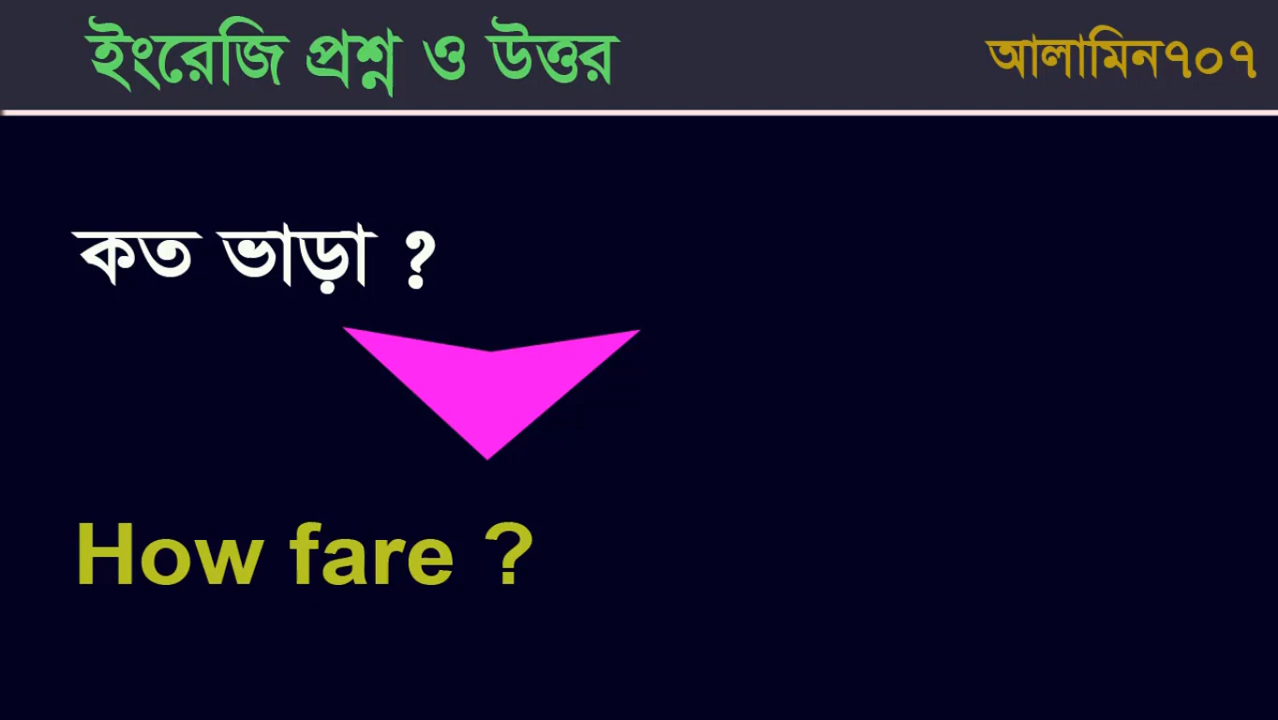 ইংরেজি প্রশ্ন ও উত্তর
আলামিন৭০৭
কত ভাড়া ?
How fare ?